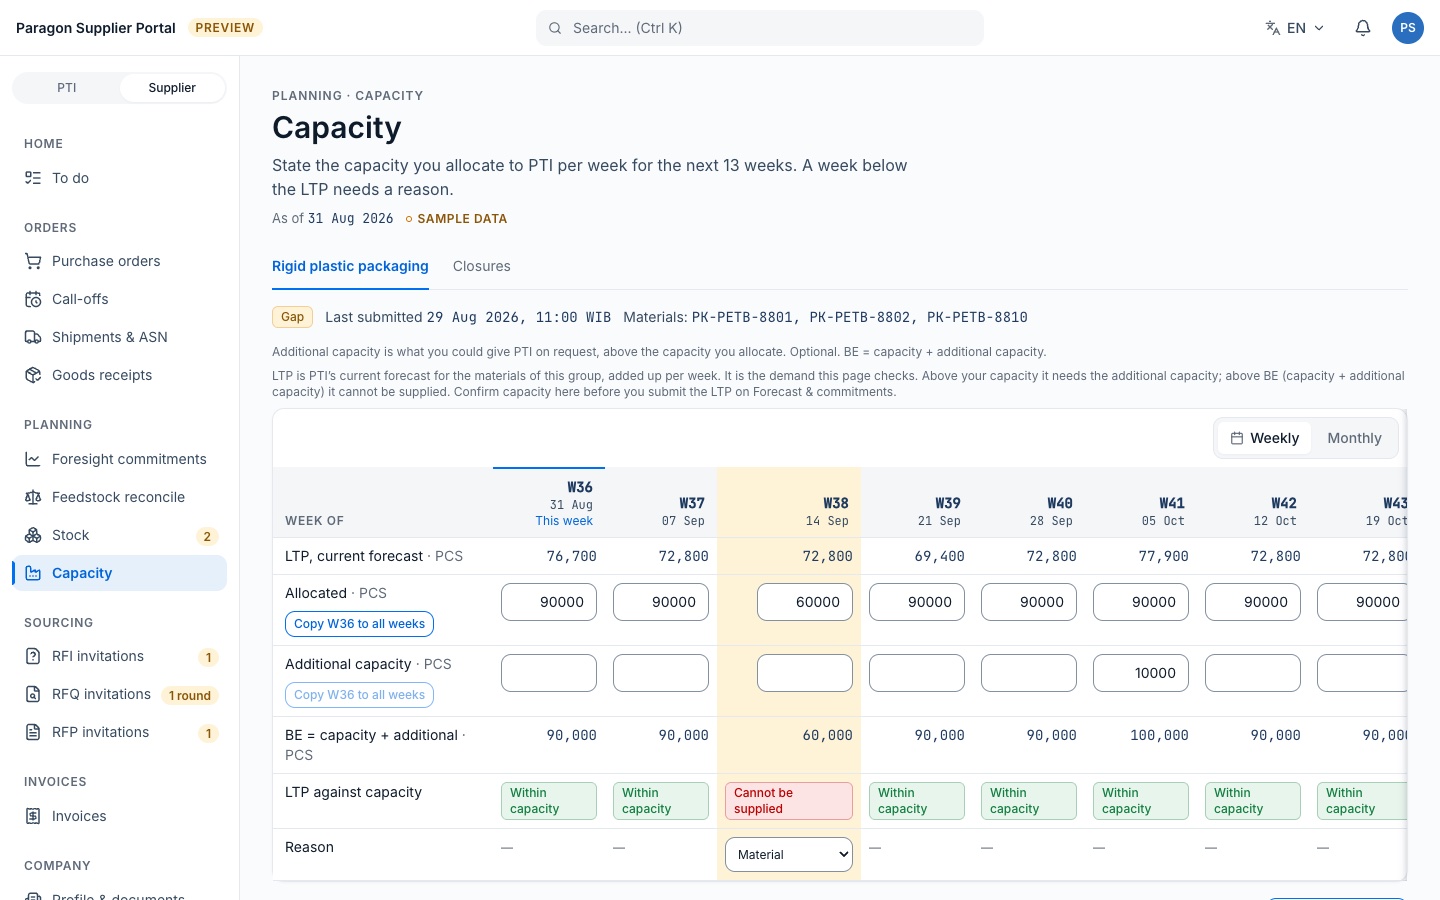 Paragon Supplier Portal PREVIEW
Search... (Ctrl K)
EN
PS
PTI Supplier
HOME
To do
ORDERS
Purchase orders
Call-offs
Shipments & ASN
Goods receipts
PLANNING
Foresight commitments
Feedstock reconcile
Stock 2
Capacity
SOURCING
RFI invitations 1
RFQ invitations 1 round
RFP invitations 1
INVOICES
Invoices
COMPANY
Profile & documents
PLANNING · CAPACITY
Capacity
State the capacity you allocate to PTI per week for the next 13 weeks. A week below
the LTP needs a reason.
As of 31 Aug 2026 SAMPLE DATA
Rigid plastic packaging Closures
Gap Last submitted 29 Aug 2026, 11:00 WIB Materials: PK-PETB-8801, PK-PETB-8802, PK-PETB-8810
Additional capacity is what you could give PTI on request, above the capacity you allocate. Optional. BE = capacity + additional capacity.
LTP is PTI's current forecast for the materials of this group, added up per week. It is the demand this page checks. Above your capacity it needs the additional capacity; above BE (capacity + additional
capacity) it cannot be supplied. Confirm capacity here before you submit the LTP on Forecast & commitments.
Weekly Monthly
WEEK OF
W36 W37 W38 W39 W40 W41 W42 W43
31 Aug 07 Sep 14 Sep 21 Sep 28 Sep 05 Oct 12 Oct 19 Oct
This week
LTP, current forecast · PCS 76,700 72,800 72,800 69,400 72,800 77,900 72,800 72,800
Allocated · PCS 90000 90000 60000 90000 90000 90000 90000 90000
Copy W36 to all weeks
Additional capacity · PCS 10000
Copy W36 to all weeks
BE = capacity + additional · 90,000 90,000 60,000 90,000 90,000 100,000 90,000 90,000
PCS
LTP against capacity Within capacity Within capacity Cannot be supplied Within capacity Within capacity Within capacity Within capacity Within capacity
Reason — — Material — — — — —